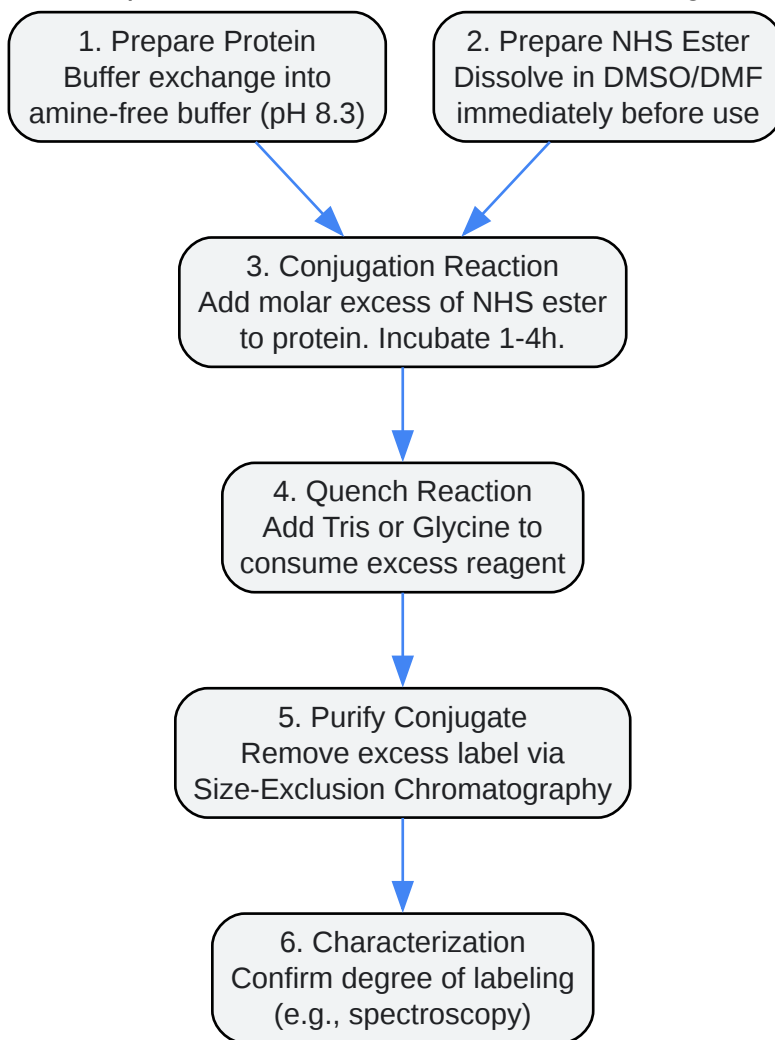 1. Prepare Protein
Buffer exchange into
amine-free buffer (pH 8.3)
2. Prepare NHS Ester
Dissolve in DMSO/DMF
immediately before use
3. Conjugation Reaction
Add molar excess of NHS ester
to protein. Incubate 1-4h.
4. Quench Reaction
Add Tris or Glycine to
consume excess reagent
5. Purify Conjugate
Remove excess label via
Size-Exclusion Chromatography
6. Characterization
Confirm degree of labeling
(e.g., spectroscopy)